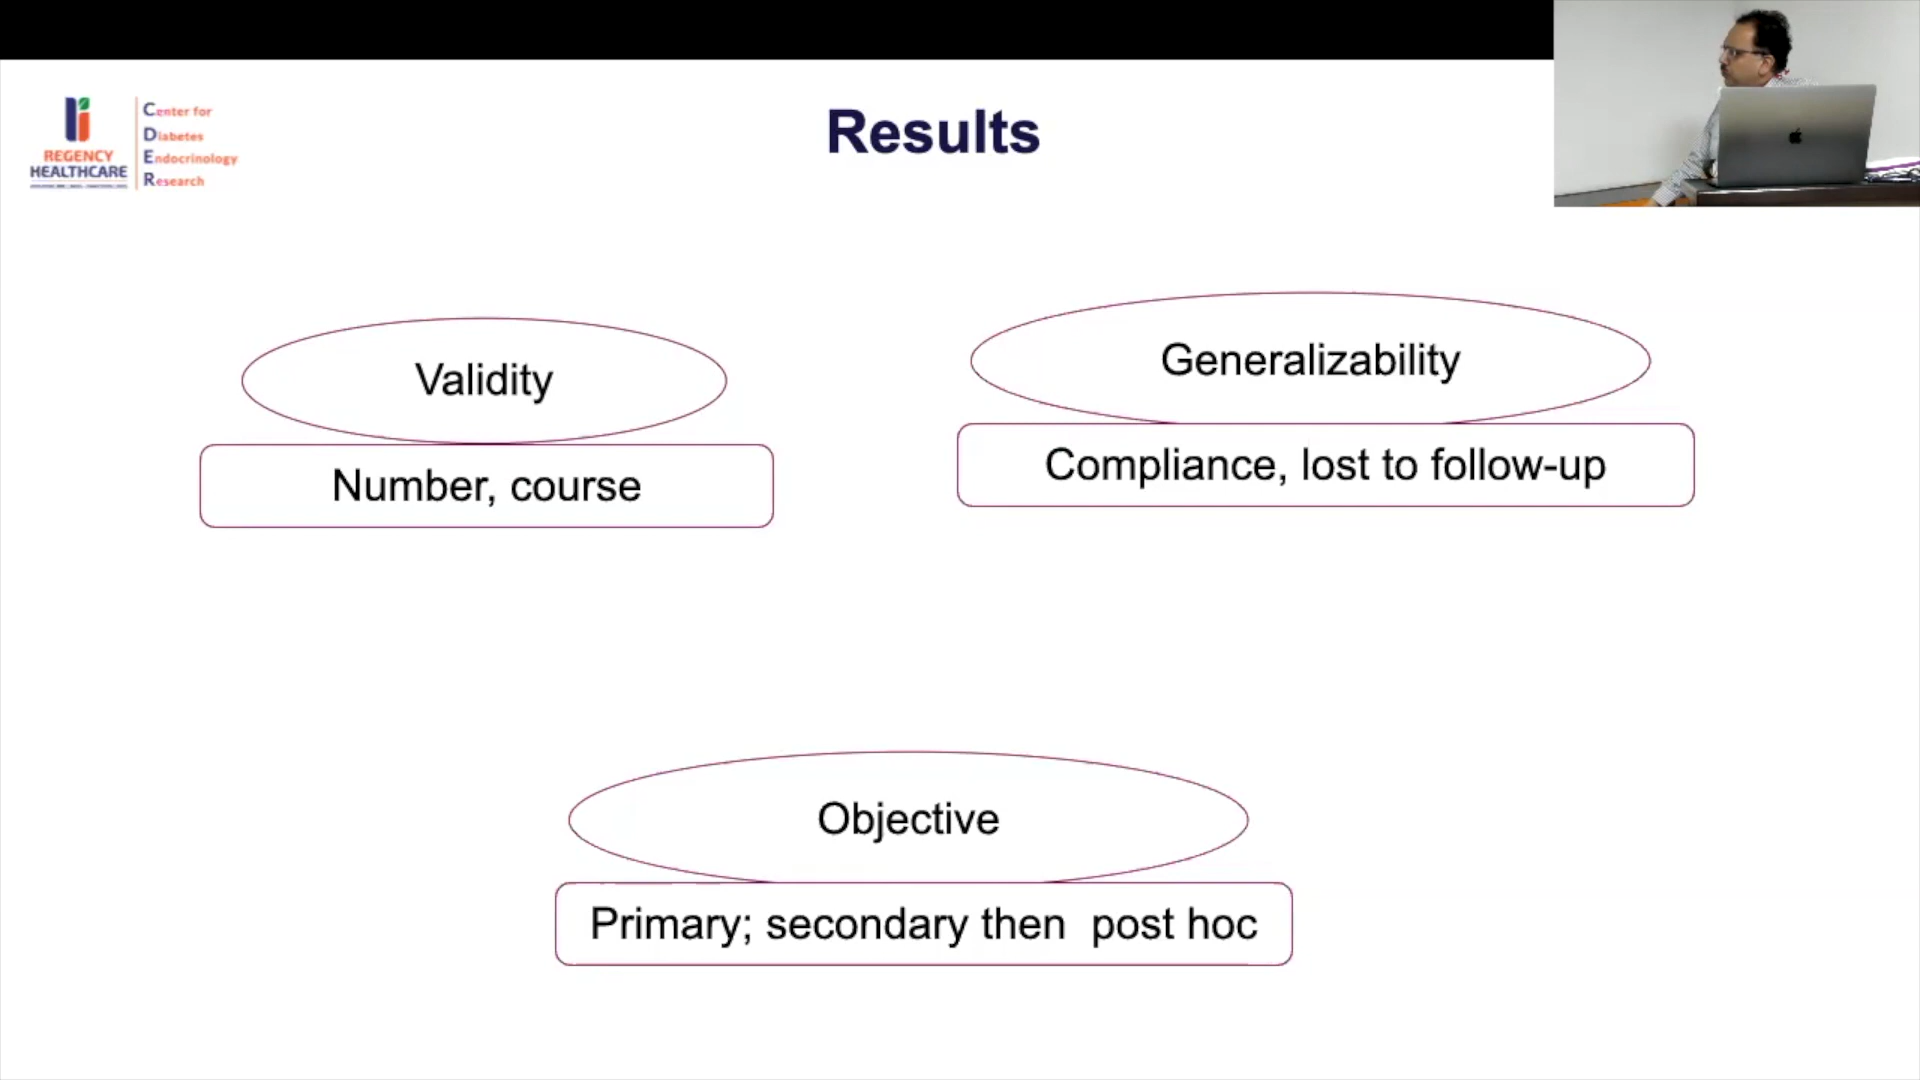 Results
REGENCY
HEALTHCARE
Center for
Diabetes
Endocrinology
Research
Validity
Number, course
Generalizability
Compliance, lost to follow-up
Objective
Primary; secondary then  post hoc